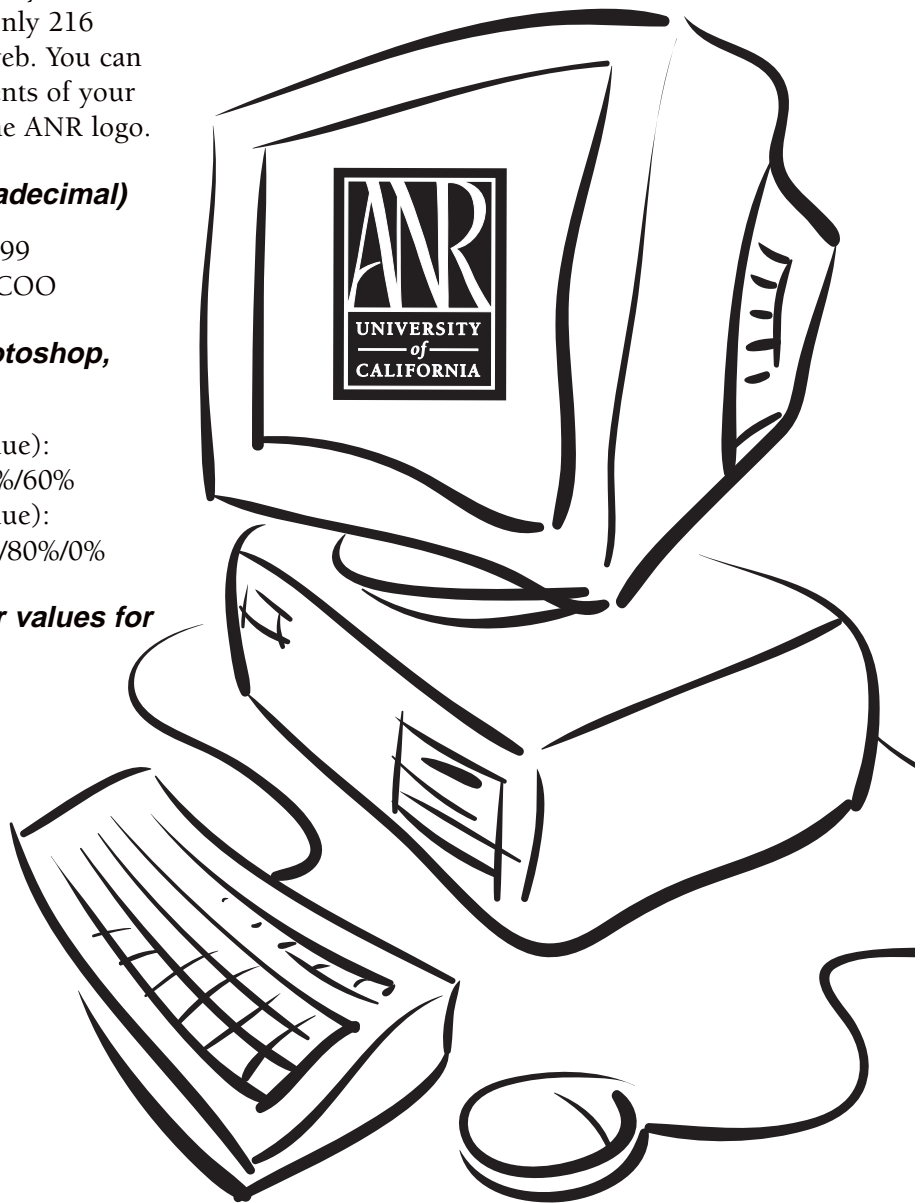 nly 216
eb. You can
ents of your
e ANR logo.
adecimal)
99
COO
otoshop,
ue):
%/60%
ue):
/80%/0%
r values for
ANR
UNIVERSITY
of
CALIFORNIA